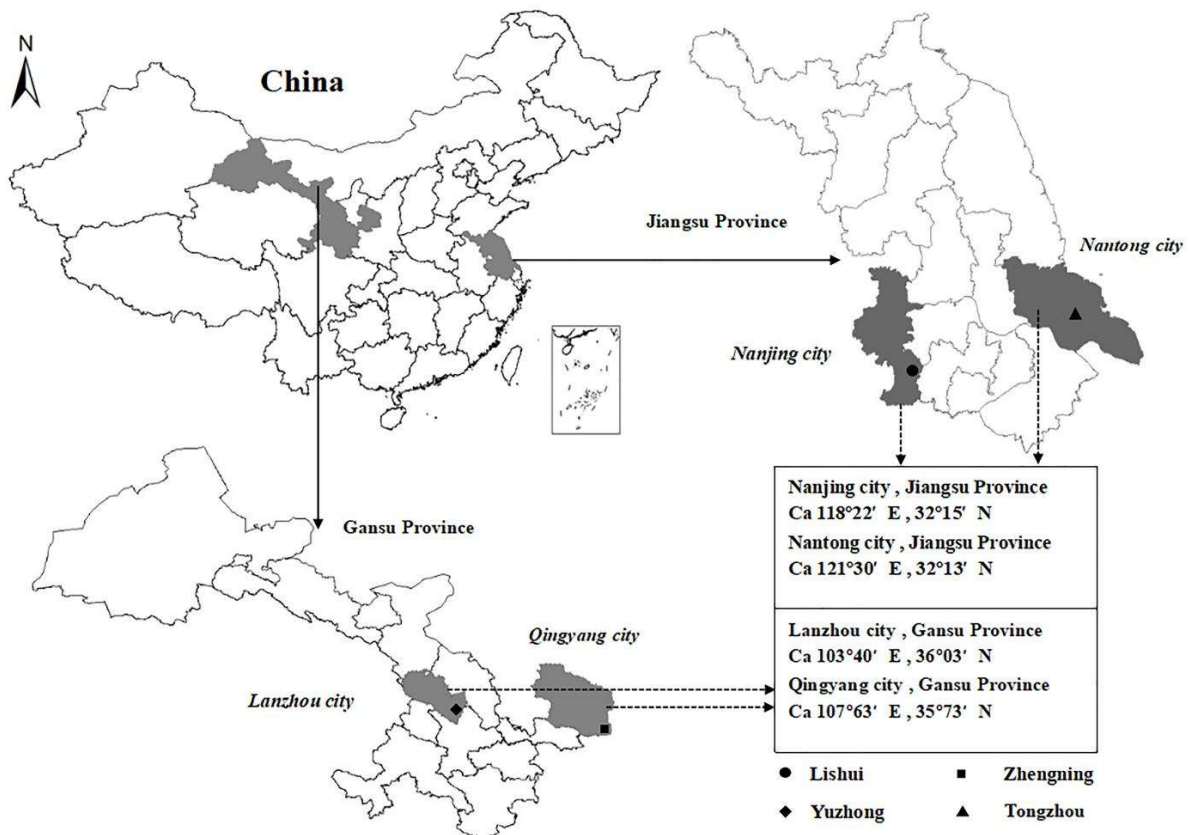 N
China
Jiangsu Province
Nantong city
Nanjing city
Gansu Province
Qingyang city
Lanzhou city
Nanjing city , Jiangsu Province
Ca 118°22′ E , 32°15′ N
Nantong city , Jiangsu Province
Ca 121°30′ E , 32°13′ N
Lanzhou city , Gansu Province
Ca 103°40′ E , 36°03′ N
Qingyang city , Gansu Province
Ca 107°63′ E , 35°73′ N
Lishui
Zhengning
Yuzhong
Tongzhou